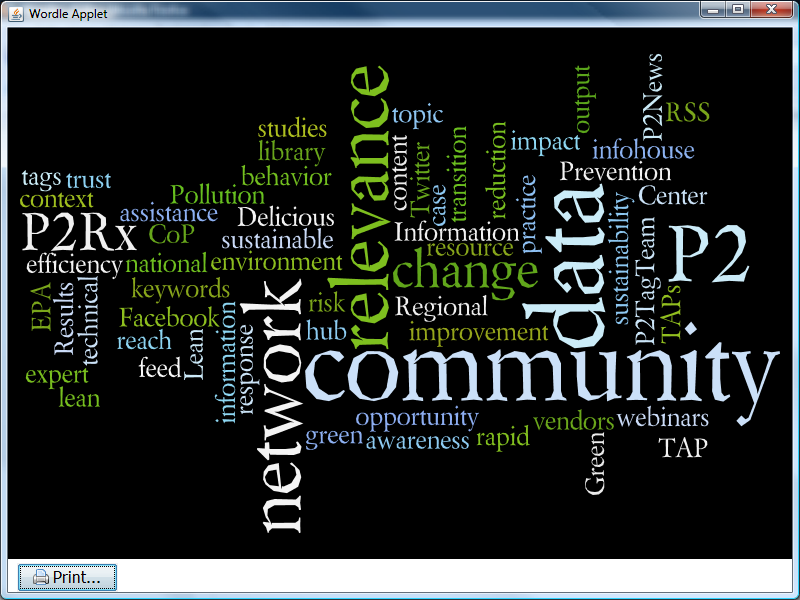 Wordle Applet
output
P2News
relevance
topic
RSS
studies
impact
infohouse
library
content
Twitter
transition
reduction
Prevention
tags
trust
behavior
context
Pollution
case
practice
data
Center
assistance
Delicious
sustainability
P2Rx
CoP
sustainable
Information
P2TagTeam
P2
resource
efficiency
national
environment
change
EPA
Results
technical
keywords
network
risk
Regional
TAPs
Facebook
information
hub
improvement
reach
Lean
response
community
feed
expert
lean
opportunity
vendors
webinars
green
awareness
rapid
Green
TAP
Print...